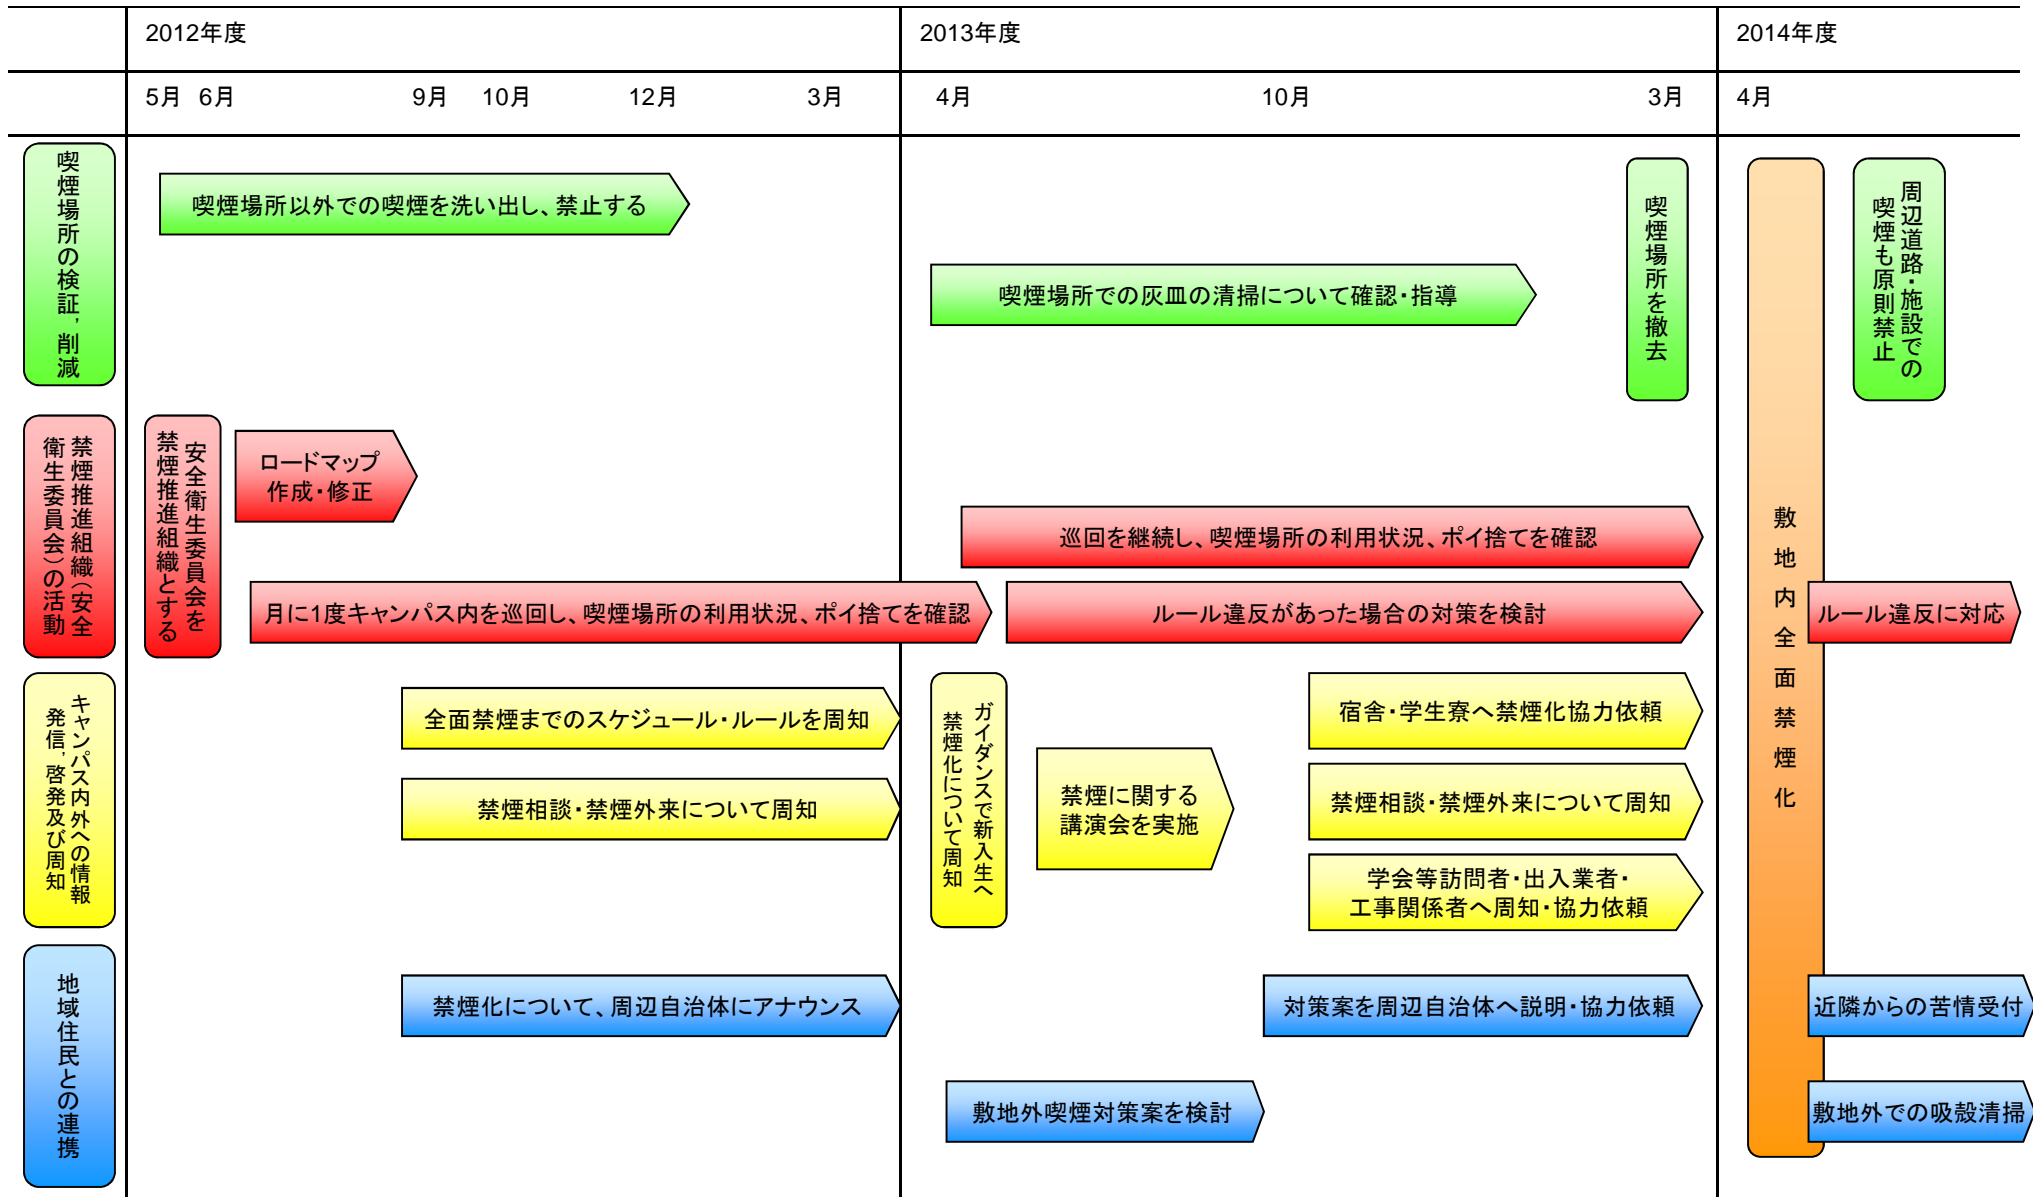 2012年度
2013年度
2014年度
5月 6月 9月 10月 12月 3月 4月 10月 3月 4月
喫煙場所の検証，削減
喫煙場所以外での喫煙を洗い出し、禁止する
喫煙場所での灰皿の清掃について確認・指導
喫煙場所を撤去
周辺道路・施設での
喫煙も原則禁止
禁煙推進組織（安全
衛生委員会）の活動
安全衛生委員会を
禁煙推進組織とする
ロードマップ
作成・修正
月に1度キャンパス内を巡回し、喫煙場所の利用状況、ポイ捨てを確認
巡回を継続し、喫煙場所の利用状況、ポイ捨てを確認
ルール違反があった場合の対策を検討
敷地内全面禁煙化
ルール違反に対応
キャンパス内外への情報
発信，啓発及び周知
全面禁煙までのスケジュール・ルールを周知
禁煙相談・禁煙外来について周知
ガイダンスで新入生へ
禁煙化について周知
禁煙に関する
講演会を実施
宿舎・学生寮へ禁煙化協力依頼
禁煙相談・禁煙外来について周知
学会等訪問者・出入業者・
工事関係者へ周知・協力依頼
地域住民との連携
禁煙化について、周辺自治体にアナウンス
対策案を周辺自治体へ説明・協力依頼
近隣からの苦情受付
敷地外喫煙対策案を検討
敷地外での吸殻清掃